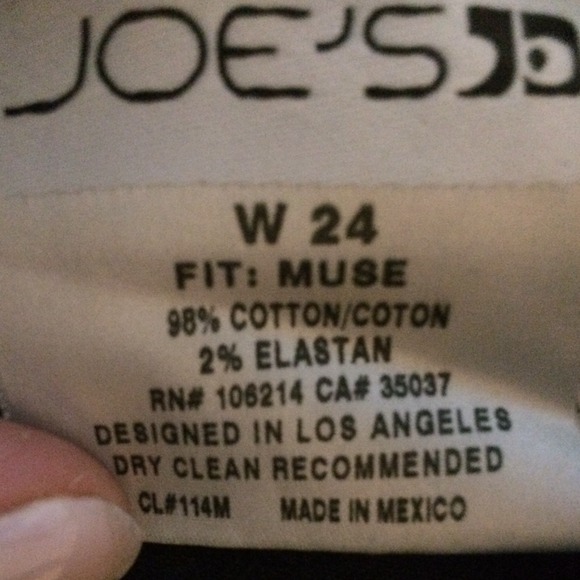 JOE'S
W 24
FIT: MUSE
98% COTTON/COTON
2% ELASTAN
RN# 106214 CA# 35037
DESIGNED IN LOS ANGELES
DRY CLEAN RECOMMENDED
CL#114M MADE IN MEXICO